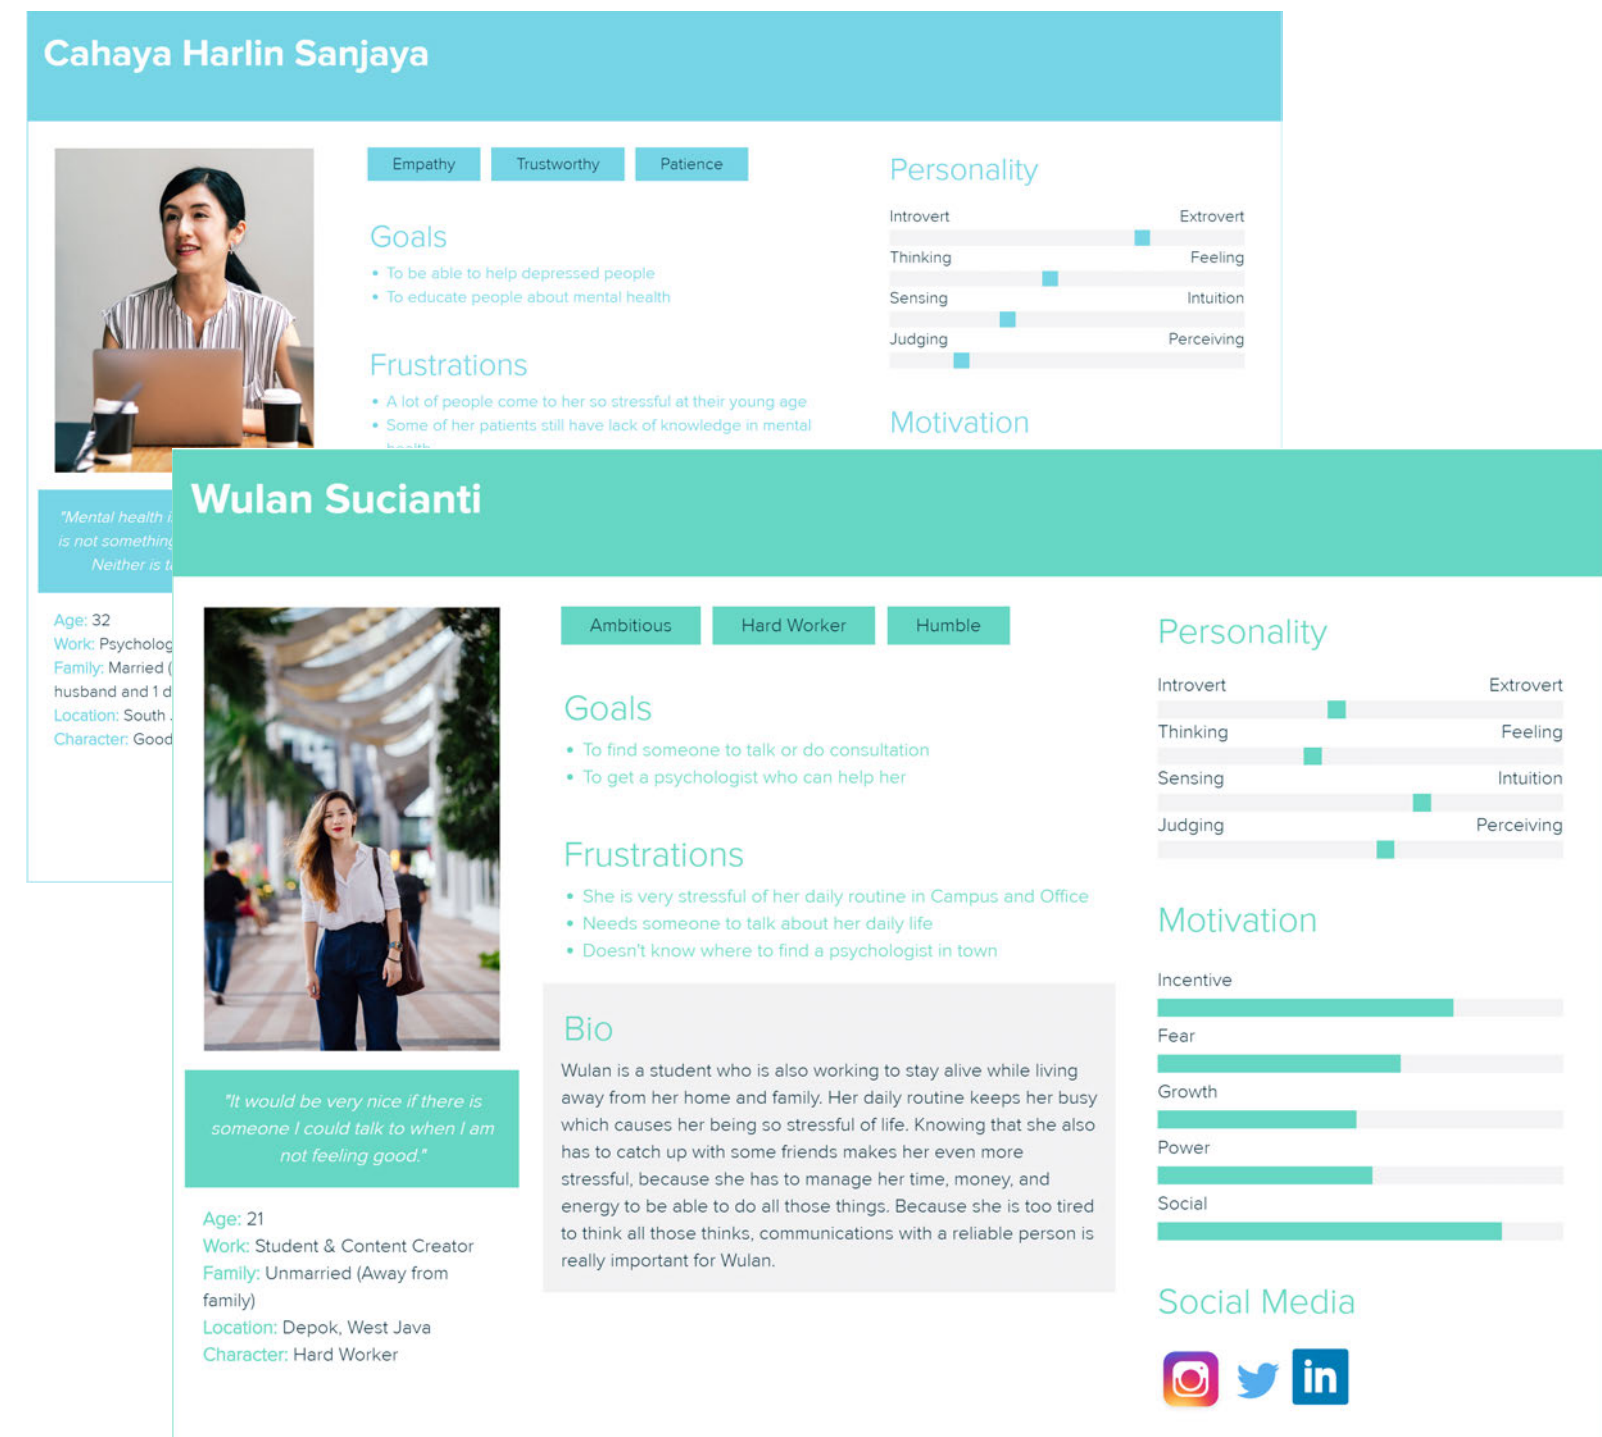 Cahaya Harlin Sanjaya
Empathy
Trustworthy
Patience
Goals
• To be able to help depressed people
• To educate people about mental health
Frustrations
• A lot of people come to her so stressful at their young age
• Some of her patients still have lack of knowledge in mental
Personality
Introvert Extrovert
Thinking Feeling
Sensing Intuition
Judging Perceiving
Motivation
"Mental health
is not something
Neither is
Age: 32
Work:
Family: Married (
husband and 1
Location: South
Character: Good
Wulan Sucianti
Ambitious
Hard Worker
Humble
Goals
• To find someone to talk or do consultation
• To get a psychologist who can help her
Frustrations
• She is very stressful of her daily routine in Campus and Office
• Needs someone to talk about her daily life
• Doesn't know where to find a psychologist in town
Bio
Wulan is a student who is also working to stay alive while living
away from her home and family. Her daily routine keeps her busy
which causes her being so stressful of life. Knowing that she also
has to catch up with some friends makes her even more
stressful, because she has to manage her time, money, and
energy to be able to do all those things. Because she is too tired
to think all those thinks, communications with a reliable person is
really important for Wulan.
"It would be very nice if there is
someone I could talk to when I am
not feeling good."
Age: 21
Work: Student & Content Creator
Family: Unmarried (Away from
family)
Location: Depok, West Java
Character: Hard Worker
Personality
Introvert Extrovert
Thinking Feeling
Sensing Intuition
Judging Perceiving
Motivation
Incentive
Fear
Growth
Power
Social
Social Media
in